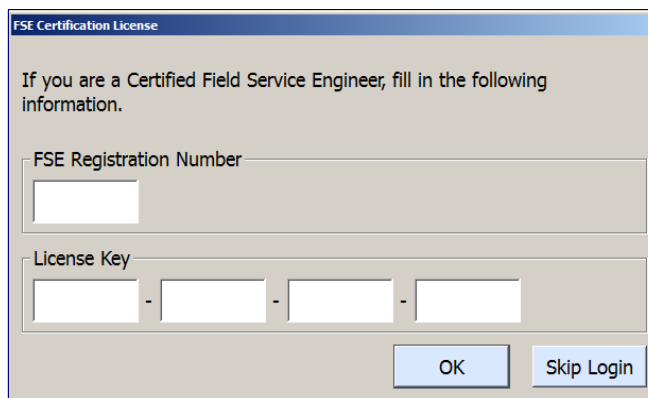 FSE Certification License
If you are a Certified Field Service Engineer, fill in the following
information.
FSE Registration Number
License Key
- - -
OK Skip Login